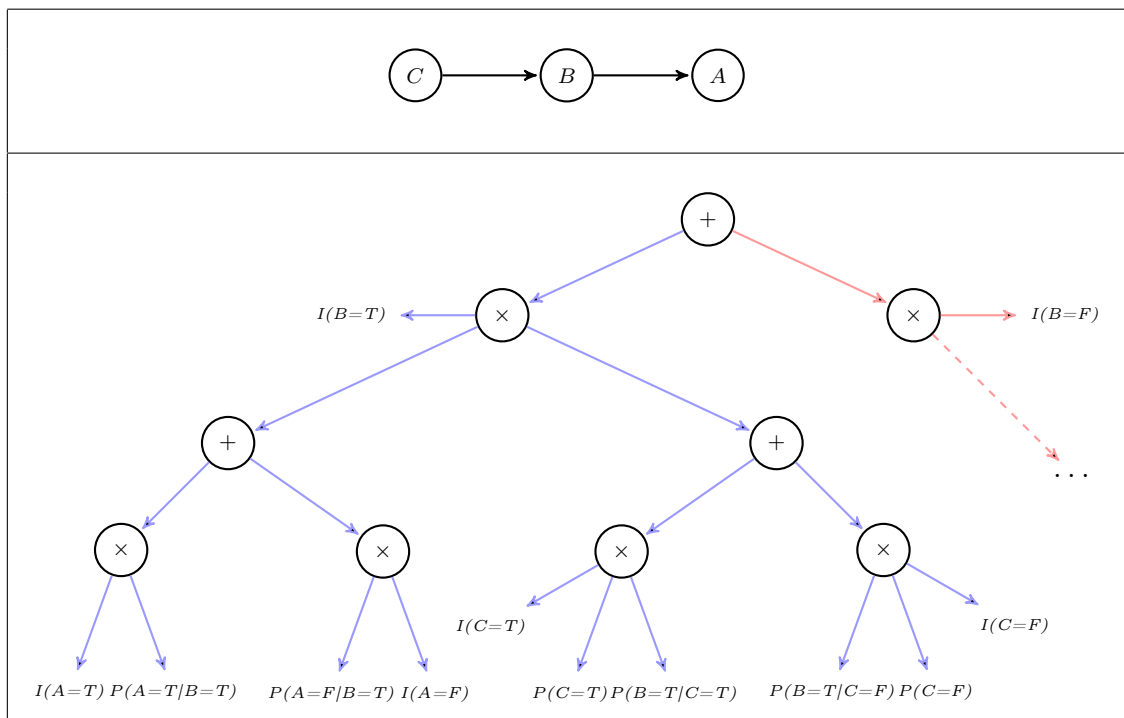 C B A
+
I(B=T) × × I(B=F)
+ +
...
× × × ×
I(C=T) I(C=F)
I(A=T) P(A=T|B=T) P(A=F|B=T) I(A=F) P(C=T) P(B=T|C=T) P(B=T|C=F) P(C=F)